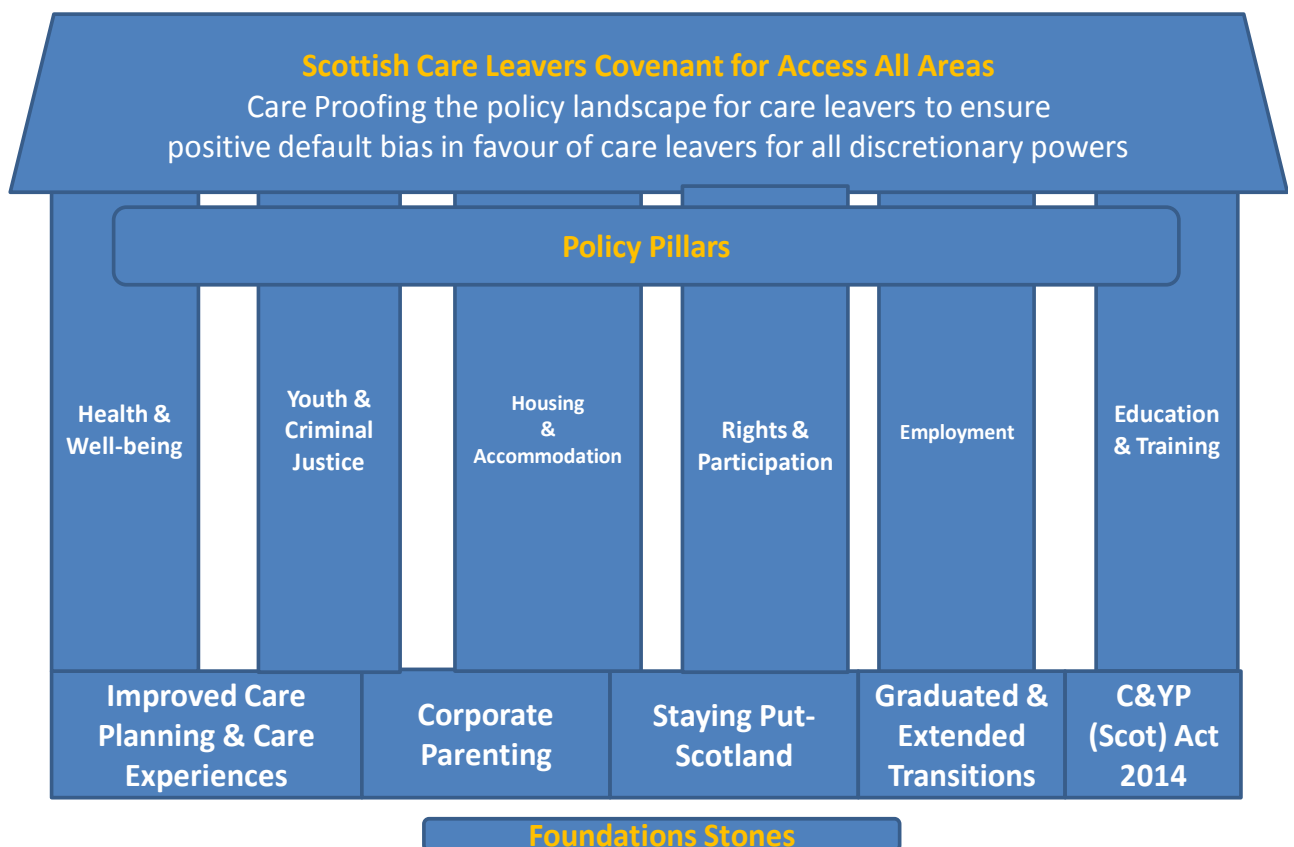 Scottish Care Leavers Covenant for Access All Areas
Care Proofing the policy landscape for care leavers to ensure
positive default bias in favour of care leavers for all discretionary powers
Policy Pillars
Health &
Well-being
Youth &
Criminal
Justice
Housing
&
Accommodation
Rights &
Participation
Employment
Education
& Training
Improved Care
Planning & Care
Experiences
Corporate
Parenting
Staying Put-
Scotland
Graduated &
Extended
Transitions
C&YP
(Scot) Act
2014
Foundations Stones